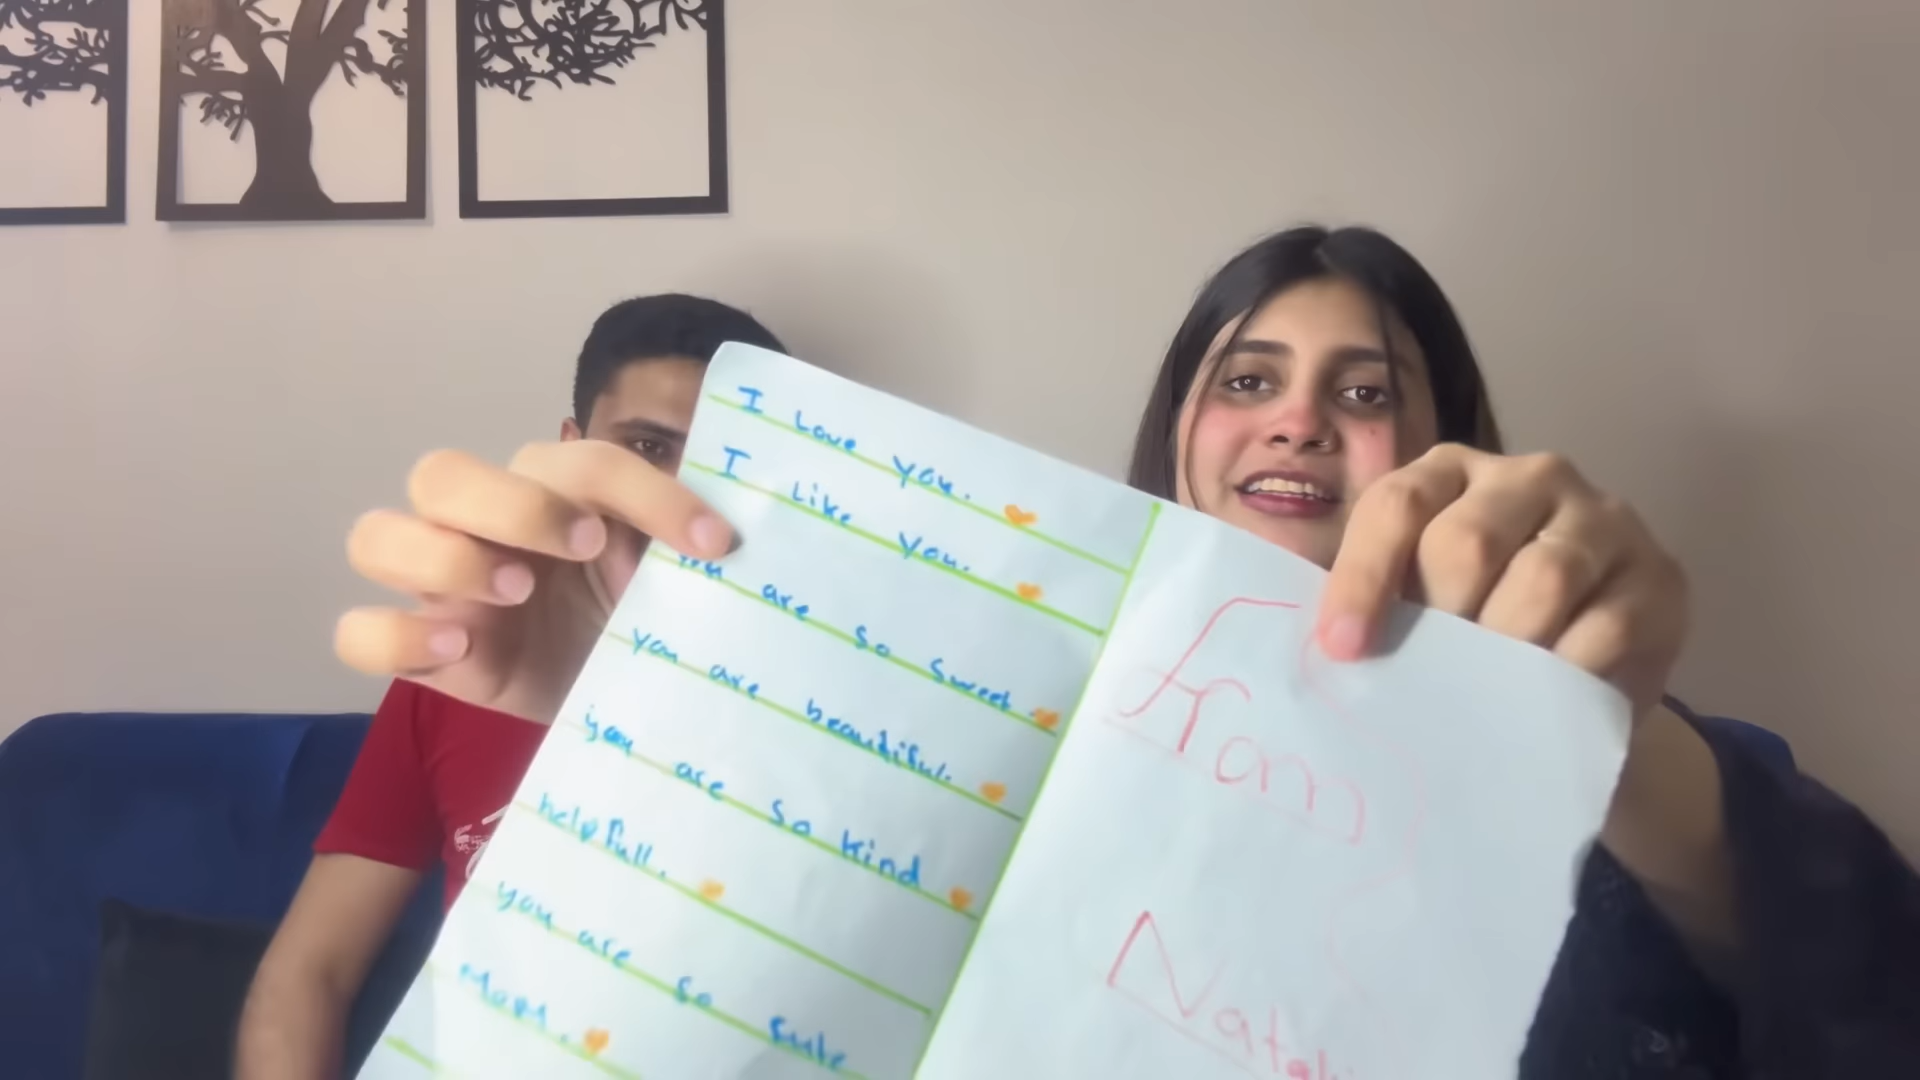 I Love you.
I Like you.
you are so sweet.
you are beautiful.
you are so kind
helpfull.
you are so
Mom.
From